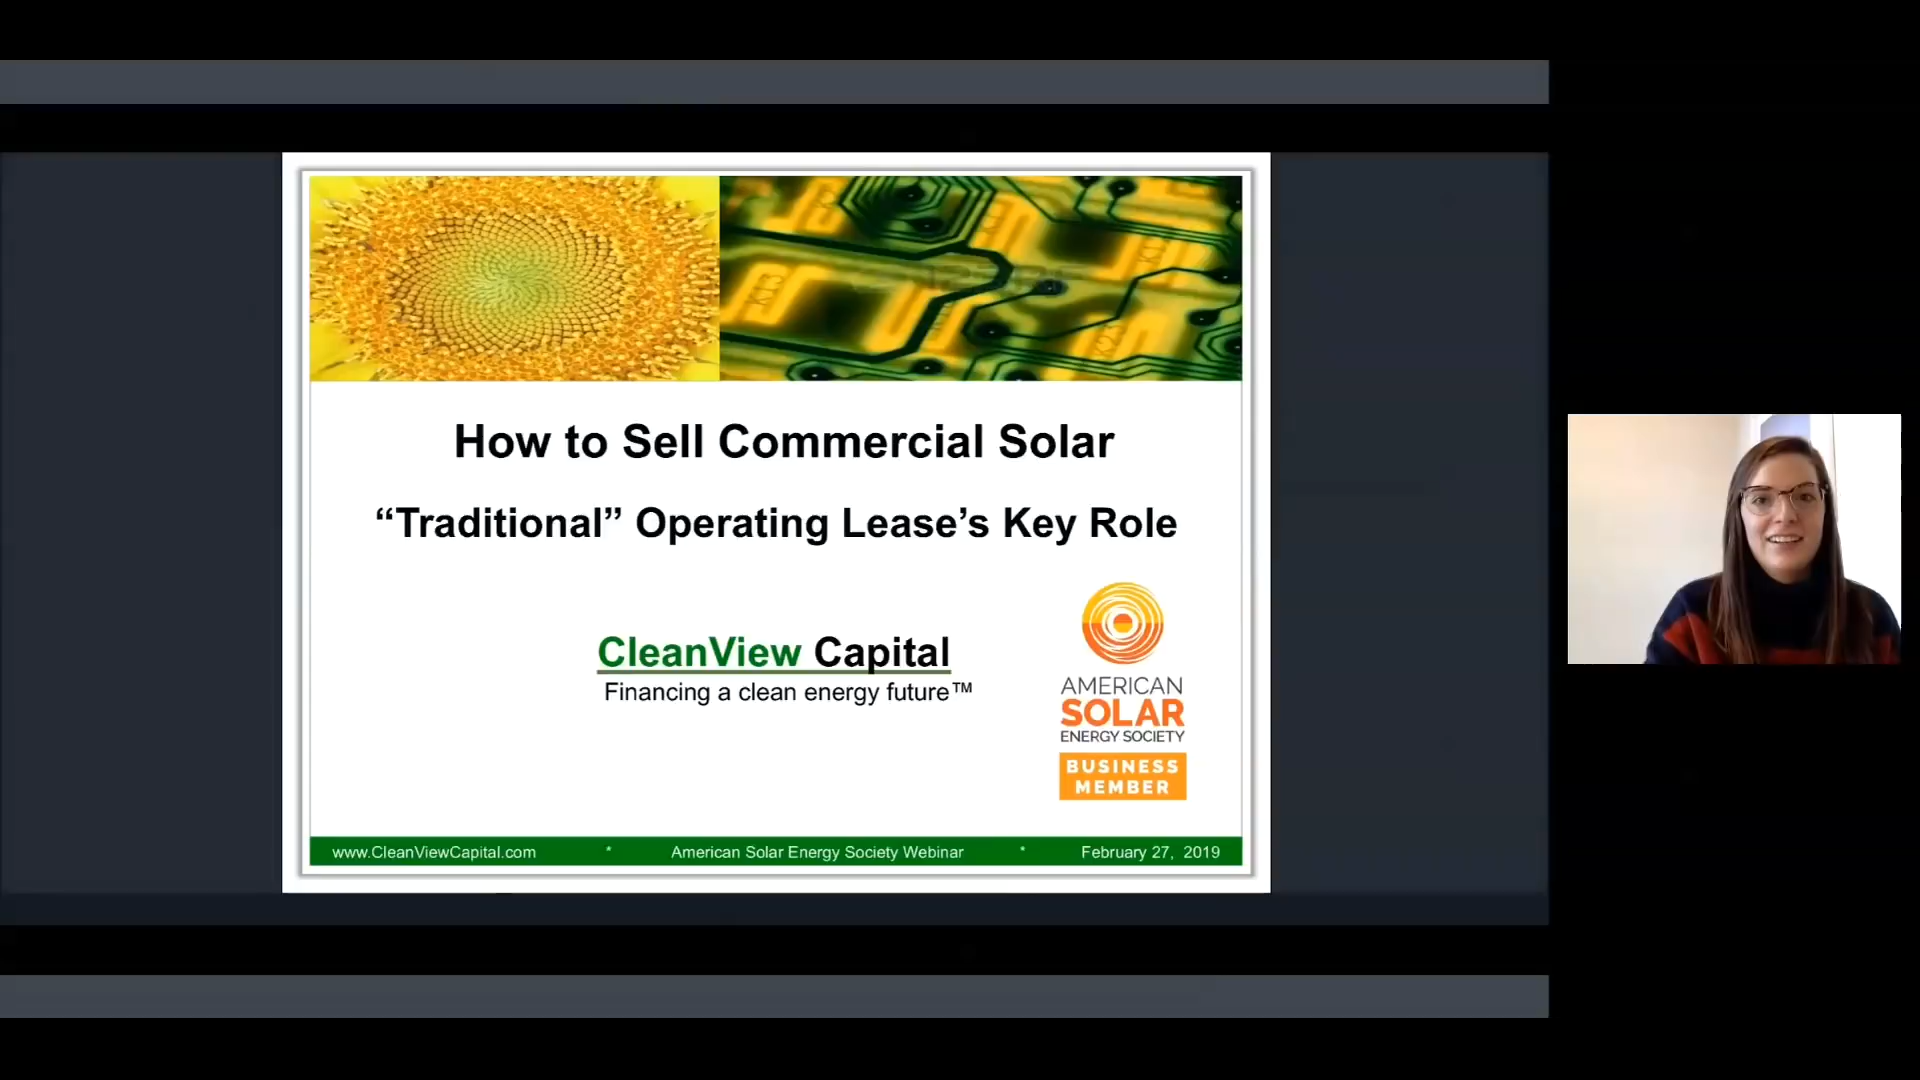 How to Sell Commercial Solar
“Traditional” Operating Lease’s Key Role
CleanView Capital
Financing a clean energy future™
AMERICAN
SOLAR
ENERGY SOCIETY
BUSINESS
MEMBER
www.CleanViewCapital.com * American Solar Energy Society Webinar * February 27, 2019